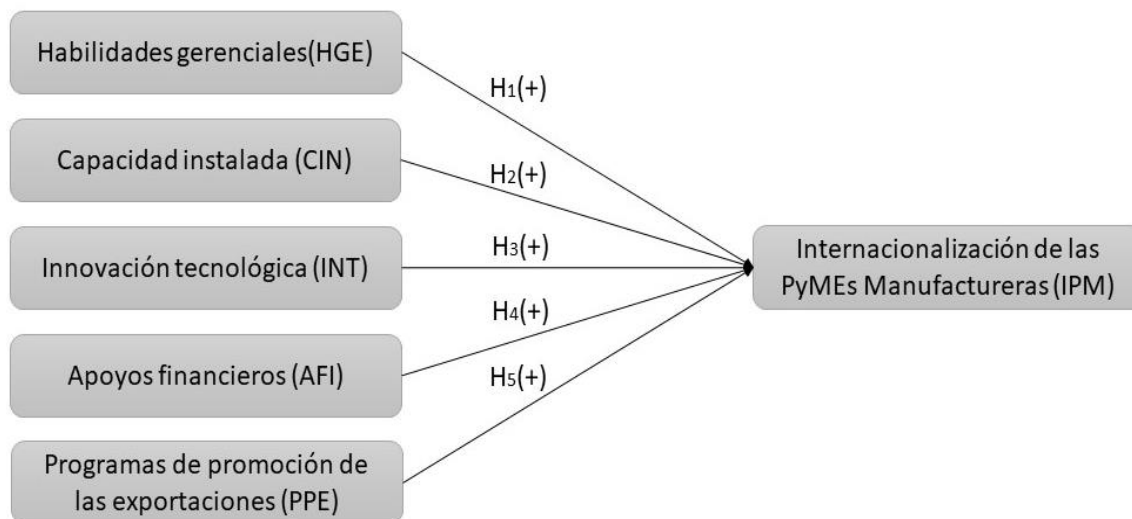 Habilidades gerenciales(HGE)
H1(+)
Capacidad instalada (CIN)
H2(+)
Innovación tecnológica (INT)
H3(+)
Internacionalización de las
PyMEs Manufactureras (IPM)
Apoyos financieros (AFI)
H4(+)
H5(+)
Programas de promoción de
las exportaciones (PPE)